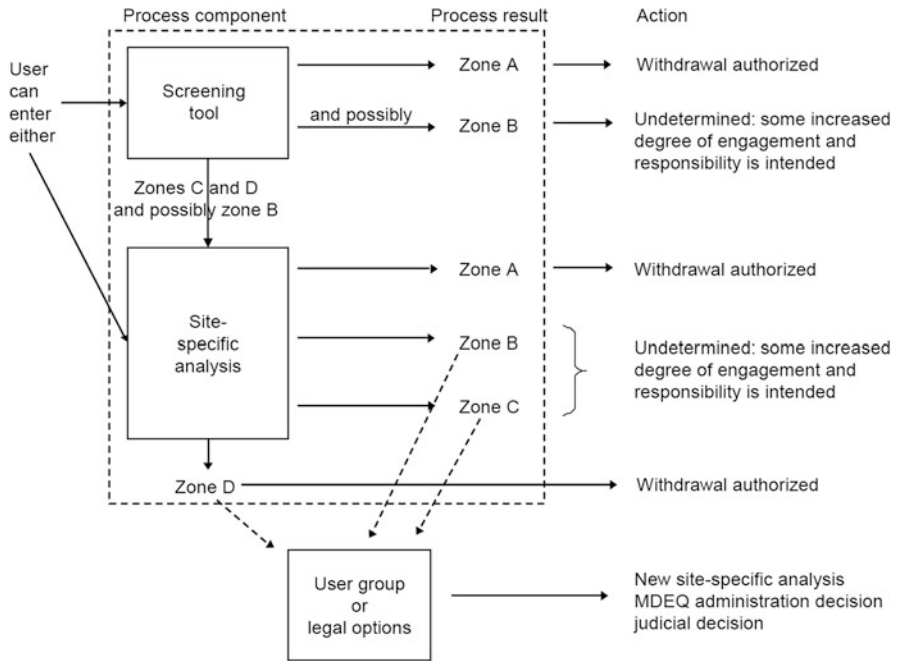 Process component
Process result
Action
User
can
enter
either
Screening
tool
Zone A
Withdrawal authorized
and possibly
Zone B
Undetermined: some increased
degree of engagement and
responsibility is intended
Zones C and D
and possibly zone B
Site-
specific
analysis
Zone A
Withdrawal authorized
Zone B
Zone C
Undetermined: some increased
degree of engagement and
responsibility is intended
Zone D
Withdrawal authorized
User group
or
legal options
New site-specific analysis
MDEQ administration decision
judicial decision